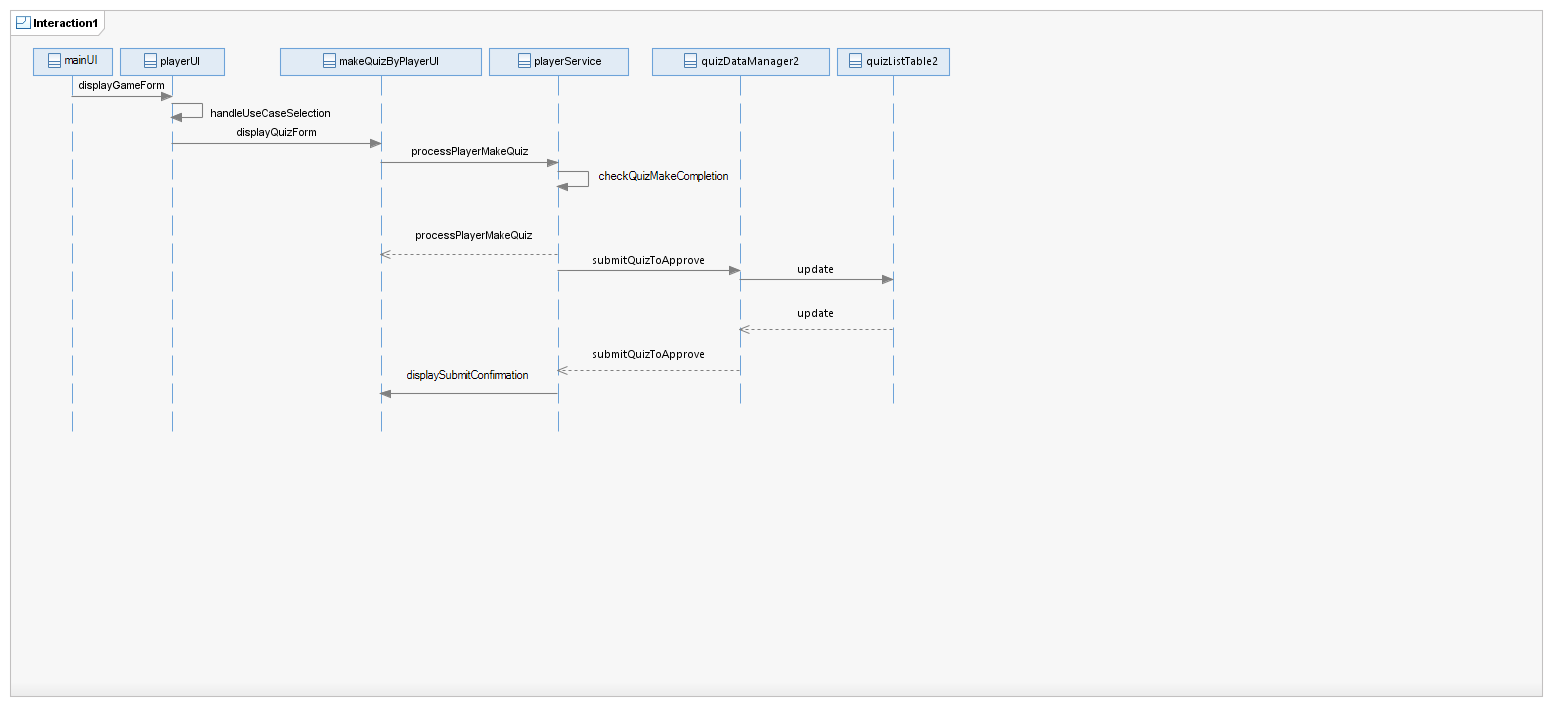 Interaction1
mainUI
playerUI
makeQuizByPlayerUI
playerService
quizDataManager2
quizListTable2
displayGameForm
handleUseCaseSelection
displayQuizForm
processPlayerMakeQuiz
checkQuizMakeCompletion
processPlayerMakeQuiz
submitQuizToApprove
update
update
submitQuizToApprove
displaySubmitConfirmation